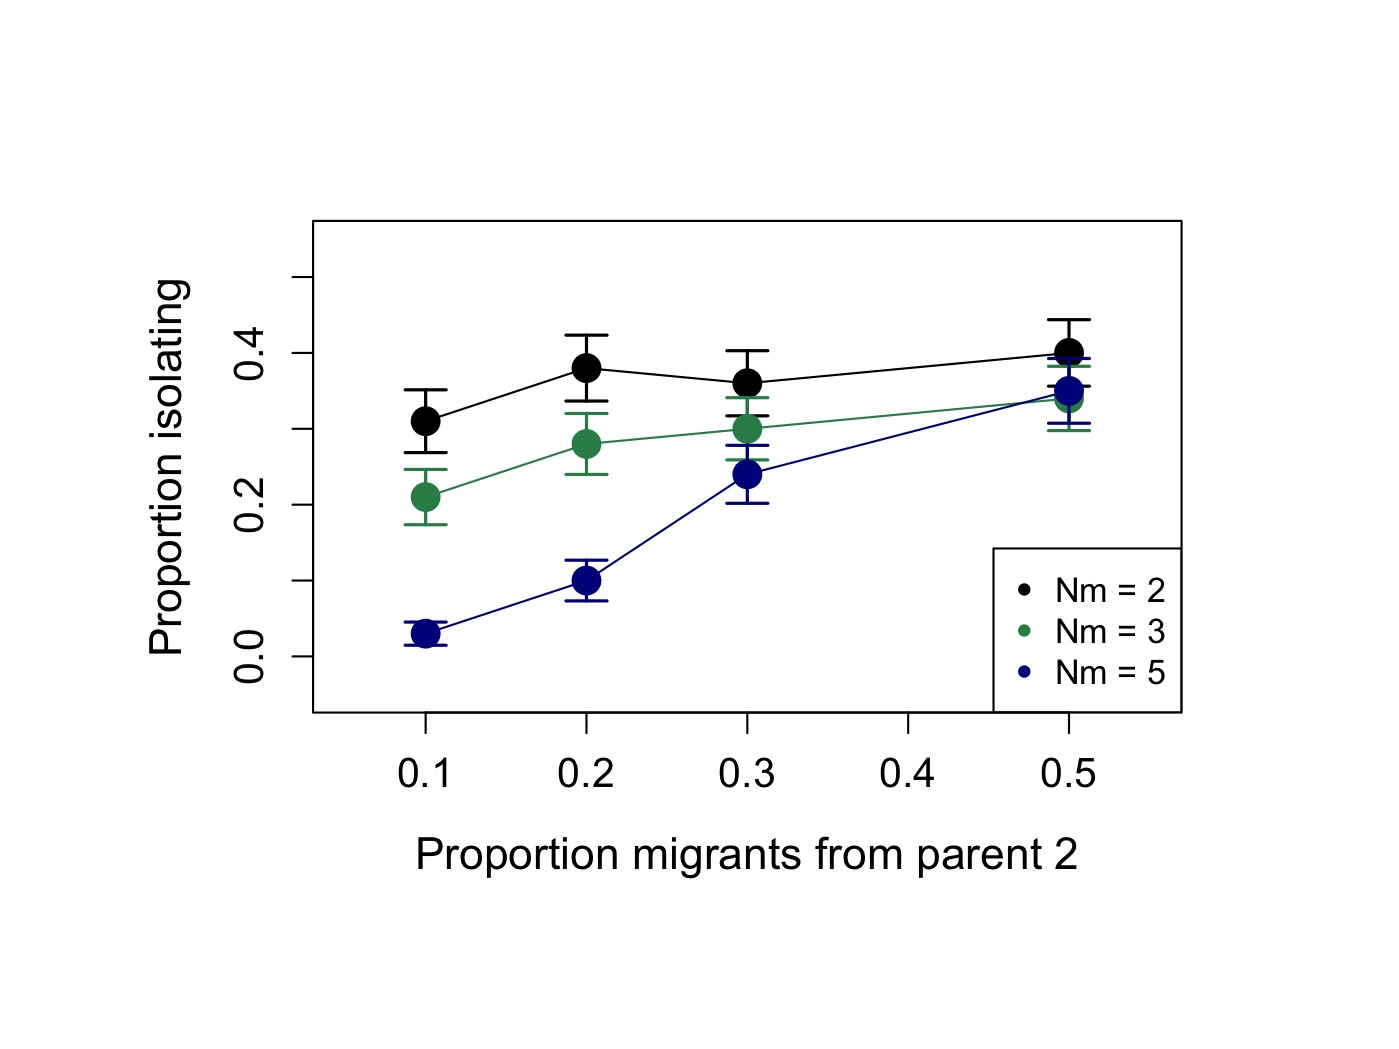 Proportion isolating
0.4
0.2
0.0
Nm = 2
Nm = 3
Nm = 5
0.1 0.2 0.3 0.4 0.5
Proportion migrants from parent 2